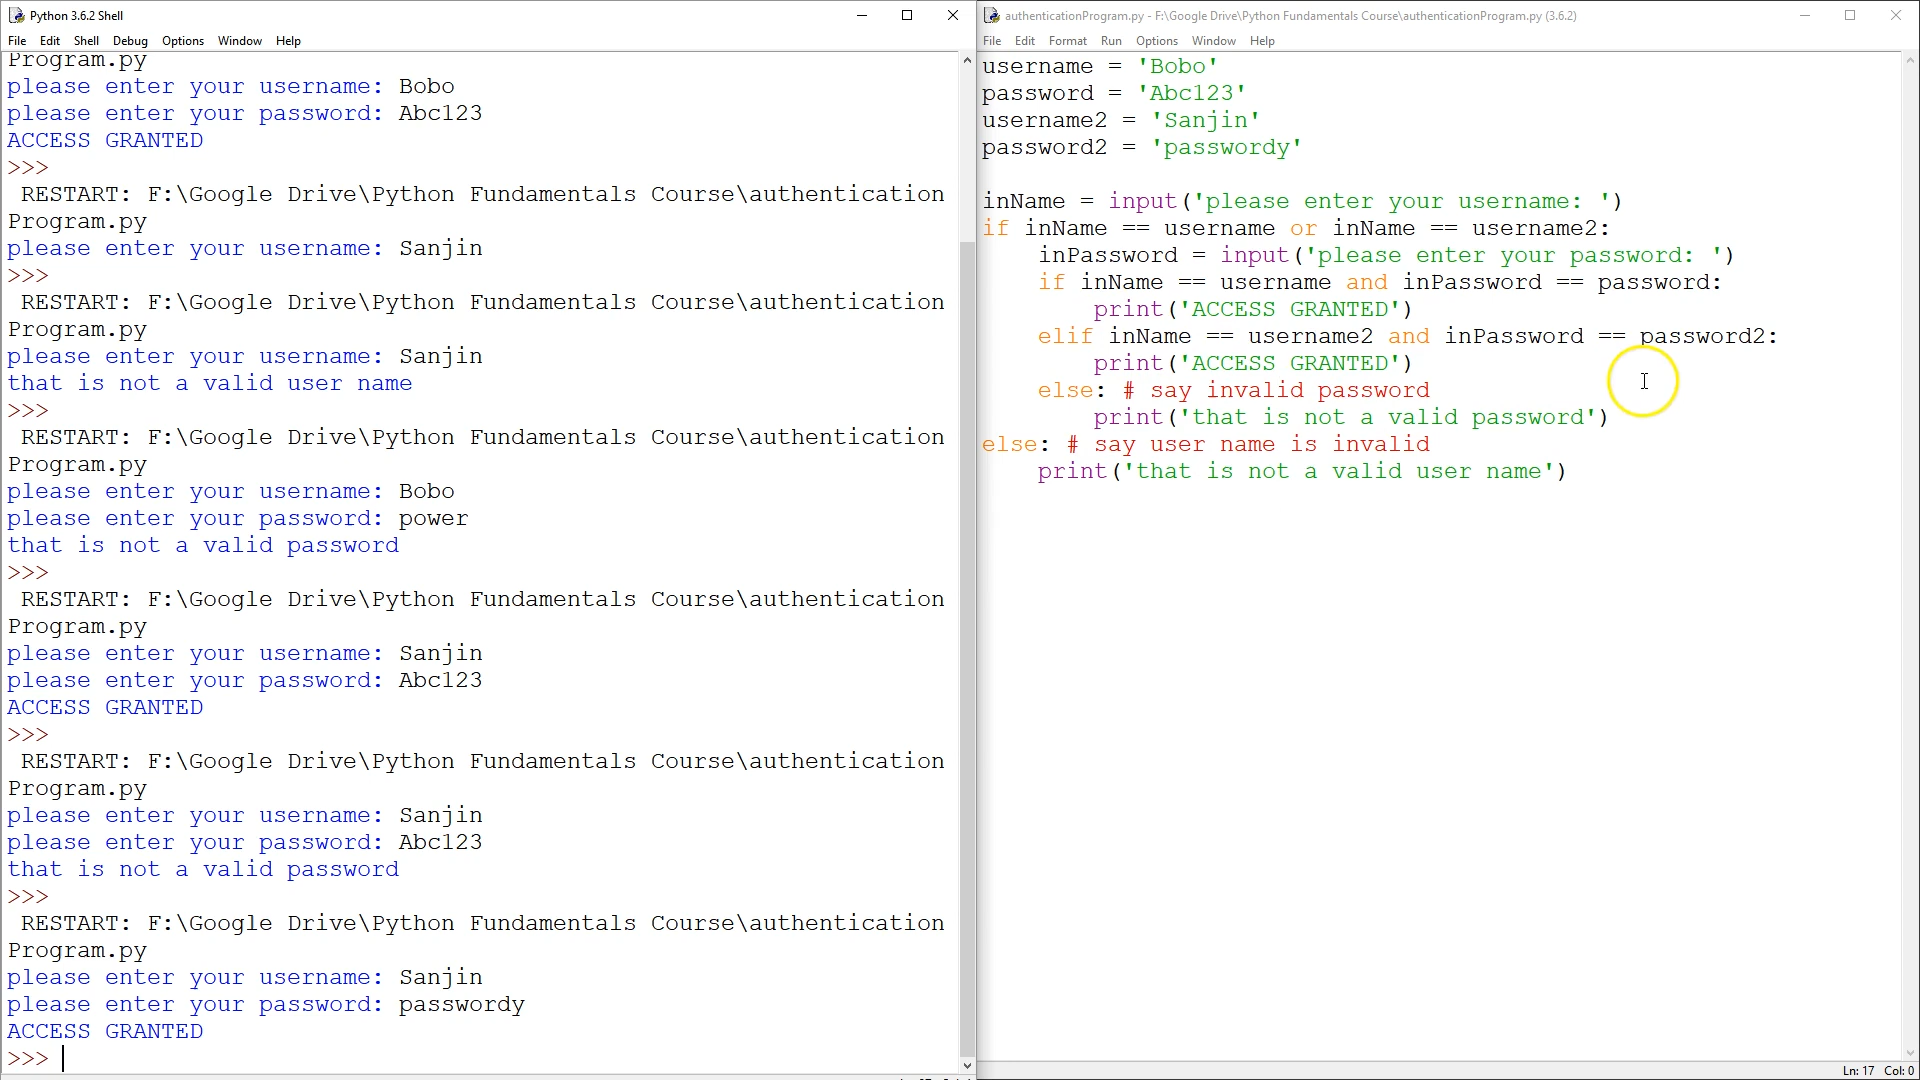 Python 3.6.2 Shell
File Edit Shell Debug Options Window Help
Program.py
please enter your username: Bobo
please enter your password: Abc123
ACCESS GRANTED
>>>
RESTART: F:\Google Drive\Python Fundamentals Course\authentication
Program.py
please enter your username: Sanjin
>>>
RESTART: F:\Google Drive\Python Fundamentals Course\authentication
Program.py
please enter your username: Sanjin
that is not a valid user name
>>>
RESTART: F:\Google Drive\Python Fundamentals Course\authentication
Program.py
please enter your username: Bobo
please enter your password: power
that is not a valid password
>>>
RESTART: F:\Google Drive\Python Fundamentals Course\authentication
Program.py
please enter your username: Sanjin
please enter your password: Abc123
ACCESS GRANTED
>>>
RESTART: F:\Google Drive\Python Fundamentals Course\authentication
Program.py
please enter your username: Sanjin
please enter your password: Abc123
that is not a valid password
>>>
RESTART: F:\Google Drive\Python Fundamentals Course\authentication
Program.py
please enter your username: Sanjin
please enter your password: passwordy
ACCESS GRANTED
>>>
authenticationProgram.py - F:\Google Drive\Python Fundamentals Course\authenticationProgram.py (3.6.2)
File Edit Format Run Options Window Help
username = 'Bobo'
password = 'Abc123'
username2 = 'Sanjin'
password2 = 'passwordy'
inName = input('please enter your username: ')
if inName == username or inName == username2:
    inPassword = input('please enter your password: ')
    if inName == username and inPassword == password:
        print('ACCESS GRANTED')
    elif inName == username2 and inPassword == password2:
        print('ACCESS GRANTED')
    else: # say invalid password
        print('that is not a valid password')
else: # say user name is invalid
    print('that is not a valid user name')
Ln: 17 Col: 0